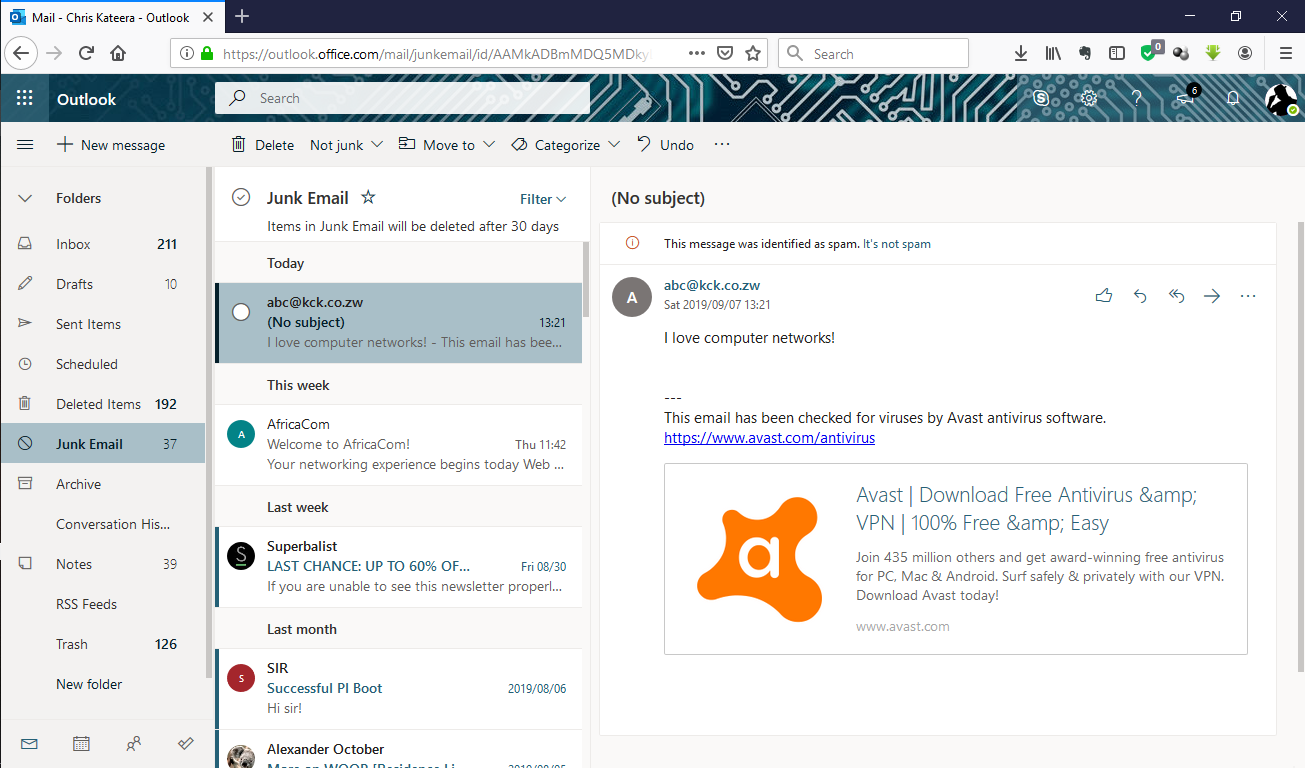 Mail - Chris Kateera - Outlook
https://outlook.office.com/mail/junkemail/id/AAMkADBmMDQ5MDky
Search
0
Outlook
Search
6
New message
Delete
Not junk
Move to
Categorize
Undo
Folders
Inbox 211
Drafts 10
Sent Items
Scheduled
Deleted Items 192
Junk Email 37
Archive
Conversation His...
Notes 39
RSS Feeds
Trash 126
New folder
Junk Email
Filter
Items in Junk Email will be deleted after 30 days
Today
abc@kck.co.zw
(No subject) 13:21
I love computer networks! - This email has bee...
This week
A
AfricaCom
Welcome to AfricaCom! Thu 11:42
Your networking experience begins today Web ...
Last week
S
Superbalist
LAST CHANCE: UP TO 60% OF... Fri 08/30
If you are unable to see this newsletter properl...
Last month
S
SIR
Successful PI Boot 2019/08/06
Hi sir!
Alexander October
(No subject)
This message was identified as spam. It's not spam
A
abc@kck.co.zw
Sat 2019/09/07 13:21
I love computer networks!
---
This email has been checked for viruses by Avast antivirus software.
https://www.avast.com/antivirus
a
Avast | Download Free Antivirus &amp;
VPN | 100% Free &amp; Easy
Join 435 million others and get award-winning free antivirus
for PC, Mac & Android. Surf safely & privately with our VPN.
Download Avast today!
www.avast.com